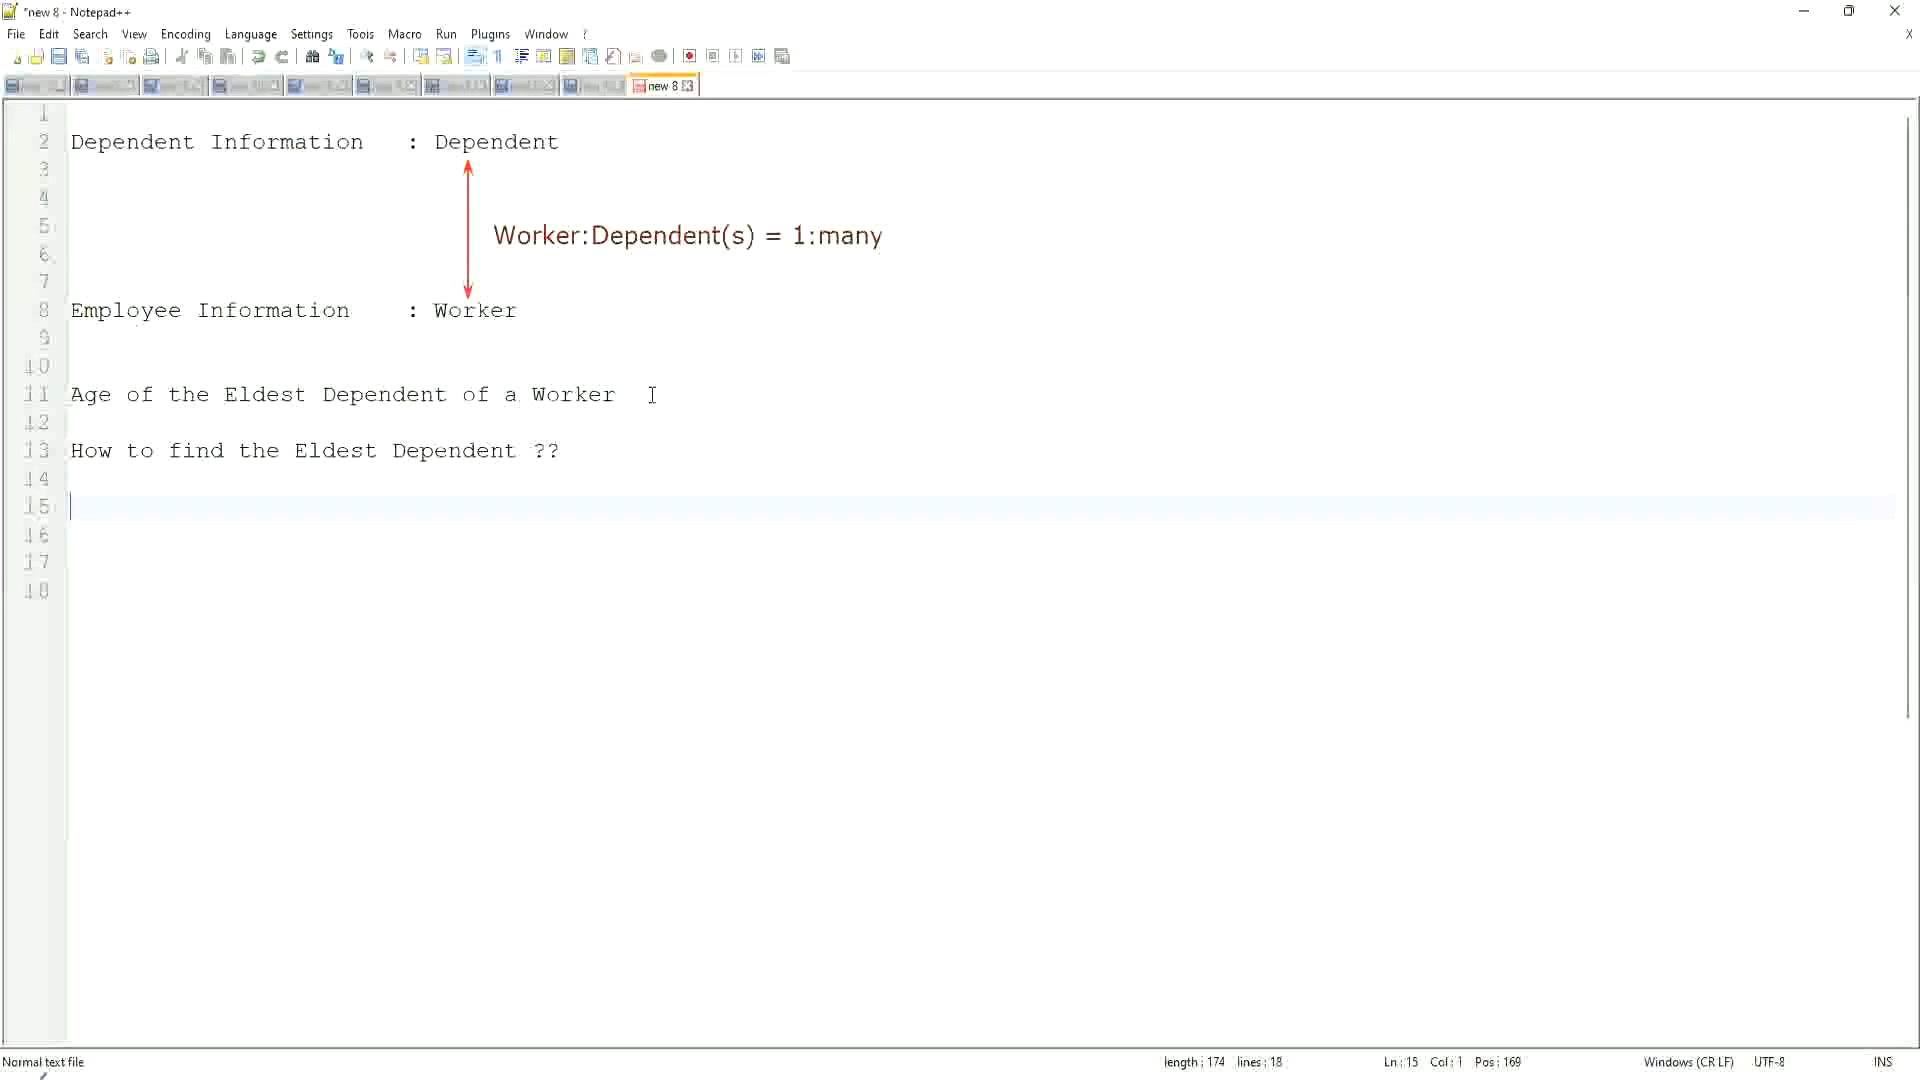 *new 8 - Notepad++
File Edit Search View Encoding Language Settings Tools Macro Run Plugins Window ?
X
new 8
1
2 Dependent Information : Dependent
3
4
5 Worker:Dependent(s) = 1:many
6
7
8 Employee Information : Worker
9
10
11 Age of the Eldest Dependent of a Worker
12
13 How to find the Eldest Dependent ??
14
15
16
17
18
Normal text file length : 174 lines : 18 Ln : 15 Col : 1 Pos : 169 Windows (CR LF) UTF-8 INS